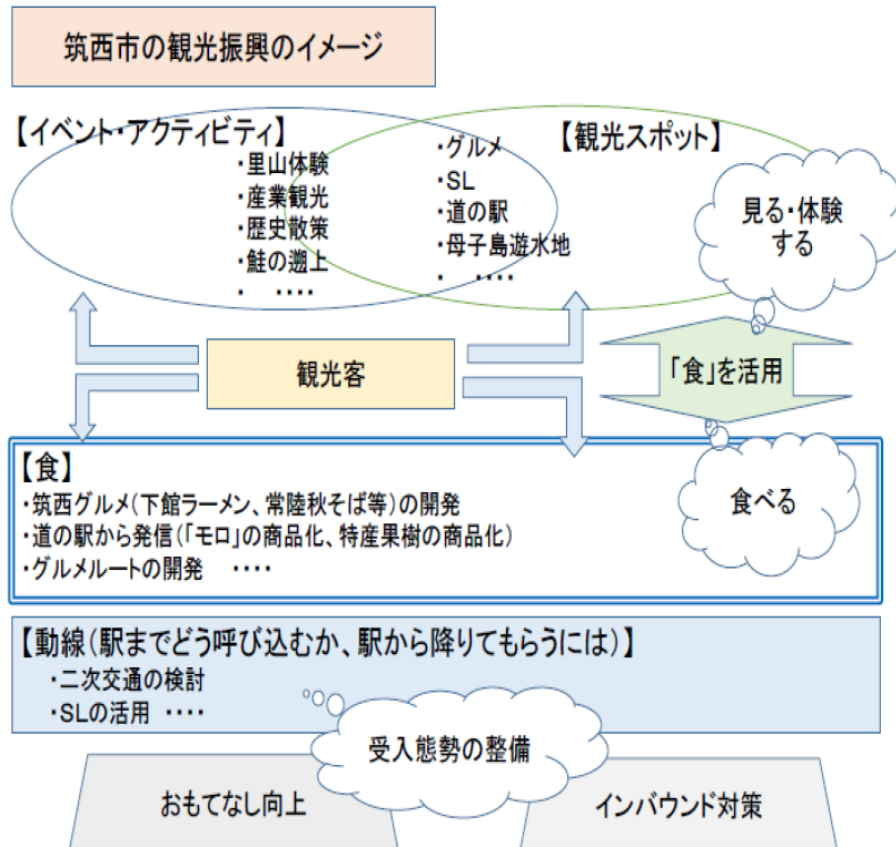 筑西市の観光振興のイメージ
【イベント・アクティビティ】
・里山体験
・産業観光
・歴史散策
・鮭の遡上
・　‥‥
・グルメ
・SL
・道の駅
・母子島遊水地
・　‥‥
【観光スポット】
見る・体験
する
観光客
「食」を活用
【食】
・筑西グルメ(下館ラーメン、常陸秋そば等)の開発
・道の駅から発信(「モロ」の商品化、特産果樹の商品化)
・グルメルートの開発　‥‥
食べる
【動線(駅までどう呼び込むか、駅から降りてもらうには)】
・二次交通の検討
・SLの活用 ‥‥
受入態勢の整備
おもてなし向上
インバウンド対策